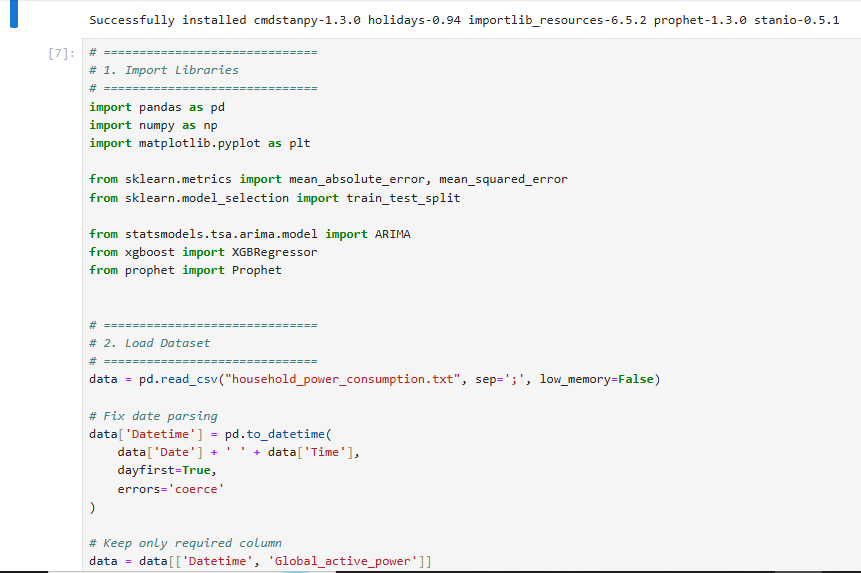 Successfully installed cmdstanpy-1.3.0 holidays-0.94 importlib_resources-6.5.2 prophet-1.3.0 stanio-0.5.1
[7]:
# ==============================
# 1. Import Libraries
# ==============================
import pandas as pd
import numpy as np
import matplotlib.pyplot as plt
from sklearn.metrics import mean_absolute_error, mean_squared_error
from sklearn.model_selection import train_test_split
from statsmodels.tsa.arima.model import ARIMA
from xgboost import XGBRegressor
from prophet import Prophet
# ==============================
# 2. Load Dataset
# ==============================
data = pd.read_csv("household_power_consumption.txt", sep=';', low_memory=False)
# Fix date parsing
data['Datetime'] = pd.to_datetime(
    data['Date'] + ' ' + data['Time'],
    dayfirst=True,
    errors='coerce'
)
# Keep only required column
data = data[['Datetime', 'Global_active_power']]